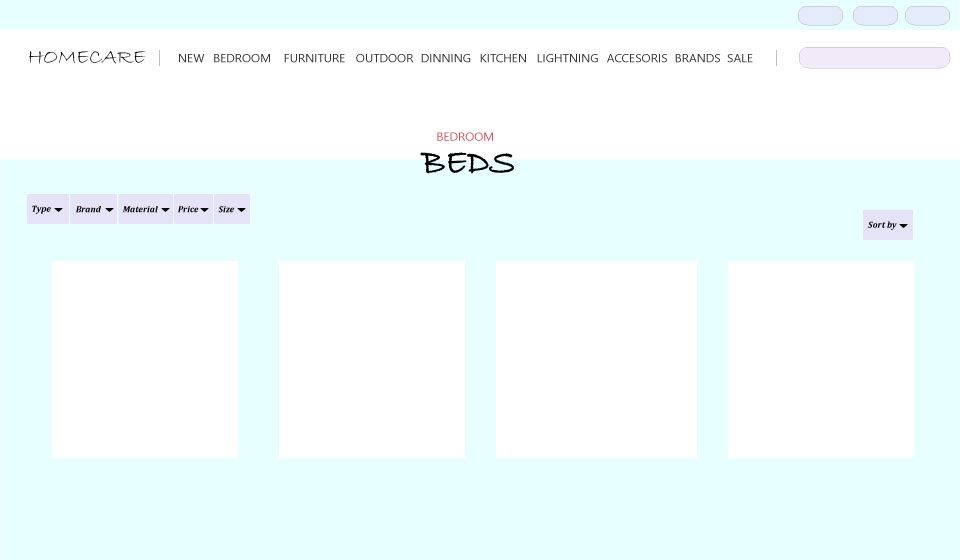 HOMECARE NEW BEDROOM FURNITURE OUTDOOR DINNING KITCHEN LIGHTNING ACCESORIS BRANDS SALE
BEDROOM
BEDS
Type Brand Material Price Size
Sort by